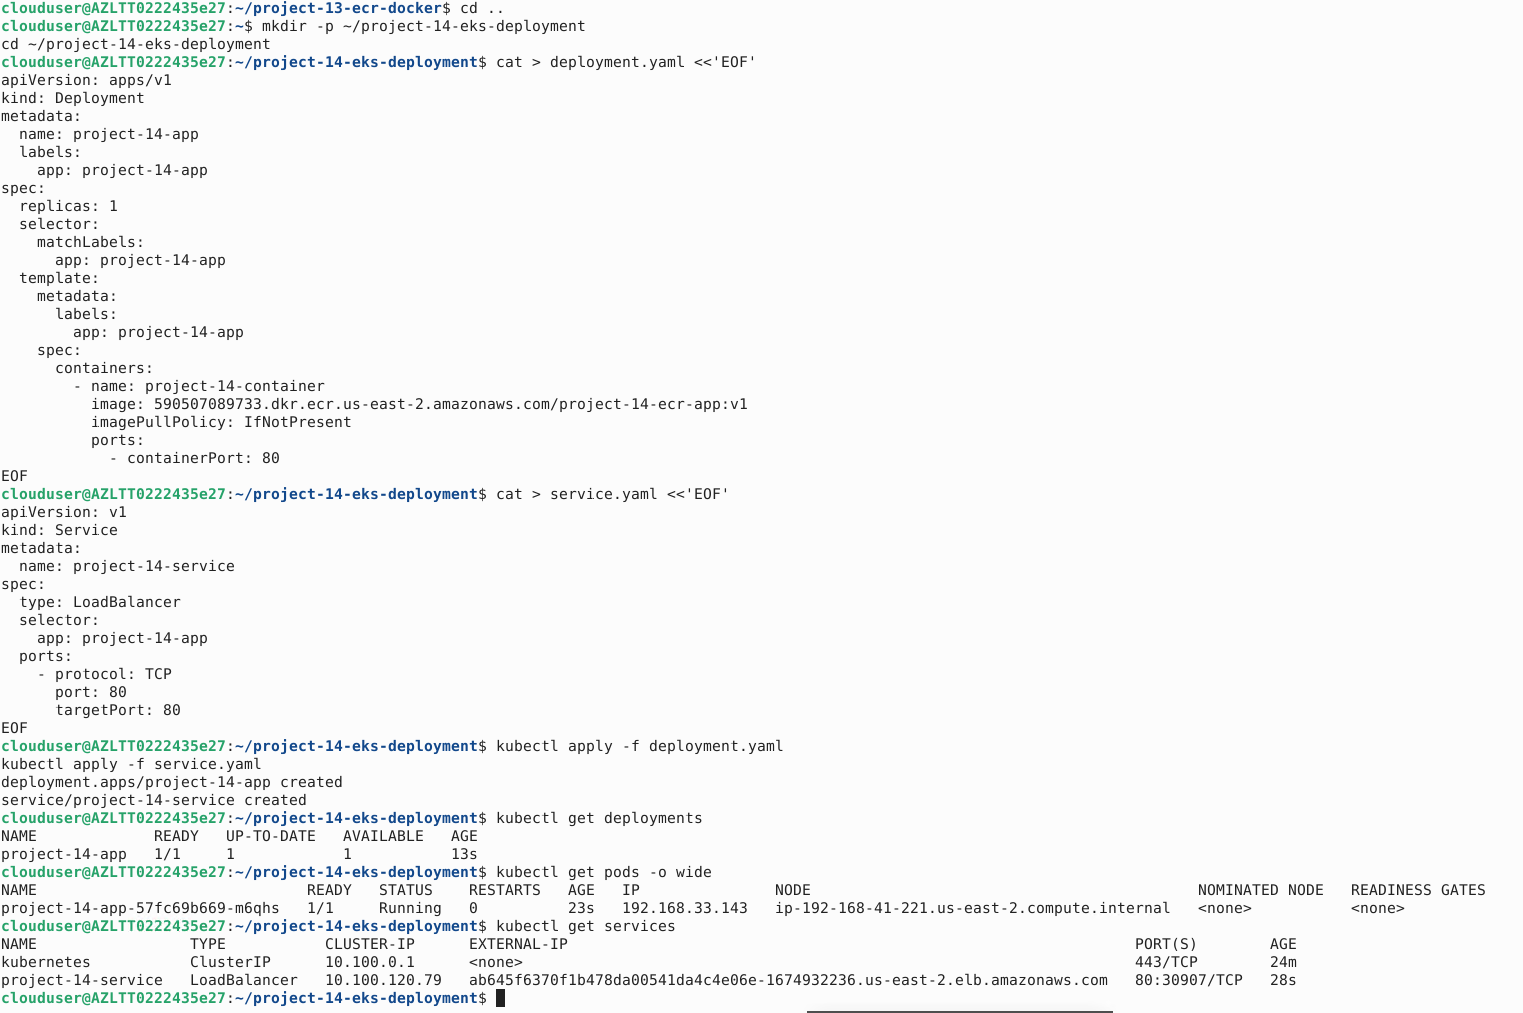 clouduser@AZLTT0222435e27:~/project-13-ecr-docker$ cd ..
clouduser@AZLTT0222435e27:~$ mkdir -p ~/project-14-eks-deployment
cd ~/project-14-eks-deployment
clouduser@AZLTT0222435e27:~/project-14-eks-deployment$ cat > deployment.yaml <<'EOF'
apiVersion: apps/v1
kind: Deployment
metadata:
  name: project-14-app
  labels:
    app: project-14-app
spec:
  replicas: 1
  selector:
    matchLabels:
      app: project-14-app
  template:
    metadata:
      labels:
        app: project-14-app
    spec:
      containers:
        - name: project-14-container
          image: 590507089733.dkr.ecr.us-east-2.amazonaws.com/project-14-ecr-app:v1
          imagePullPolicy: IfNotPresent
          ports:
            - containerPort: 80
EOF
clouduser@AZLTT0222435e27:~/project-14-eks-deployment$ cat > service.yaml <<'EOF'
apiVersion: v1
kind: Service
metadata:
  name: project-14-service
spec:
  type: LoadBalancer
  selector:
    app: project-14-app
  ports:
    - protocol: TCP
      port: 80
      targetPort: 80
EOF
clouduser@AZLTT0222435e27:~/project-14-eks-deployment$ kubectl apply -f deployment.yaml
kubectl apply -f service.yaml
deployment.apps/project-14-app created
service/project-14-service created
clouduser@AZLTT0222435e27:~/project-14-eks-deployment$ kubectl get deployments
NAME             READY   UP-TO-DATE   AVAILABLE   AGE
project-14-app   1/1     1            1           13s
clouduser@AZLTT0222435e27:~/project-14-eks-deployment$ kubectl get pods -o wide
NAME                              READY   STATUS    RESTARTS   AGE   IP               NODE                                           NOMINATED NODE   READINESS GATES
project-14-app-57fc69b669-m6qhs   1/1     Running   0          23s   192.168.33.143   ip-192-168-41-221.us-east-2.compute.internal   <none>           <none>
clouduser@AZLTT0222435e27:~/project-14-eks-deployment$ kubectl get services
NAME                 TYPE           CLUSTER-IP      EXTERNAL-IP                                                               PORT(S)        AGE
kubernetes           ClusterIP      10.100.0.1      <none>                                                                    443/TCP        24m
project-14-service   LoadBalancer   10.100.120.79   ab645f6370f1b478da00541da4c4e06e-1674932236.us-east-2.elb.amazonaws.com   80:30907/TCP   28s
clouduser@AZLTT0222435e27:~/project-14-eks-deployment$